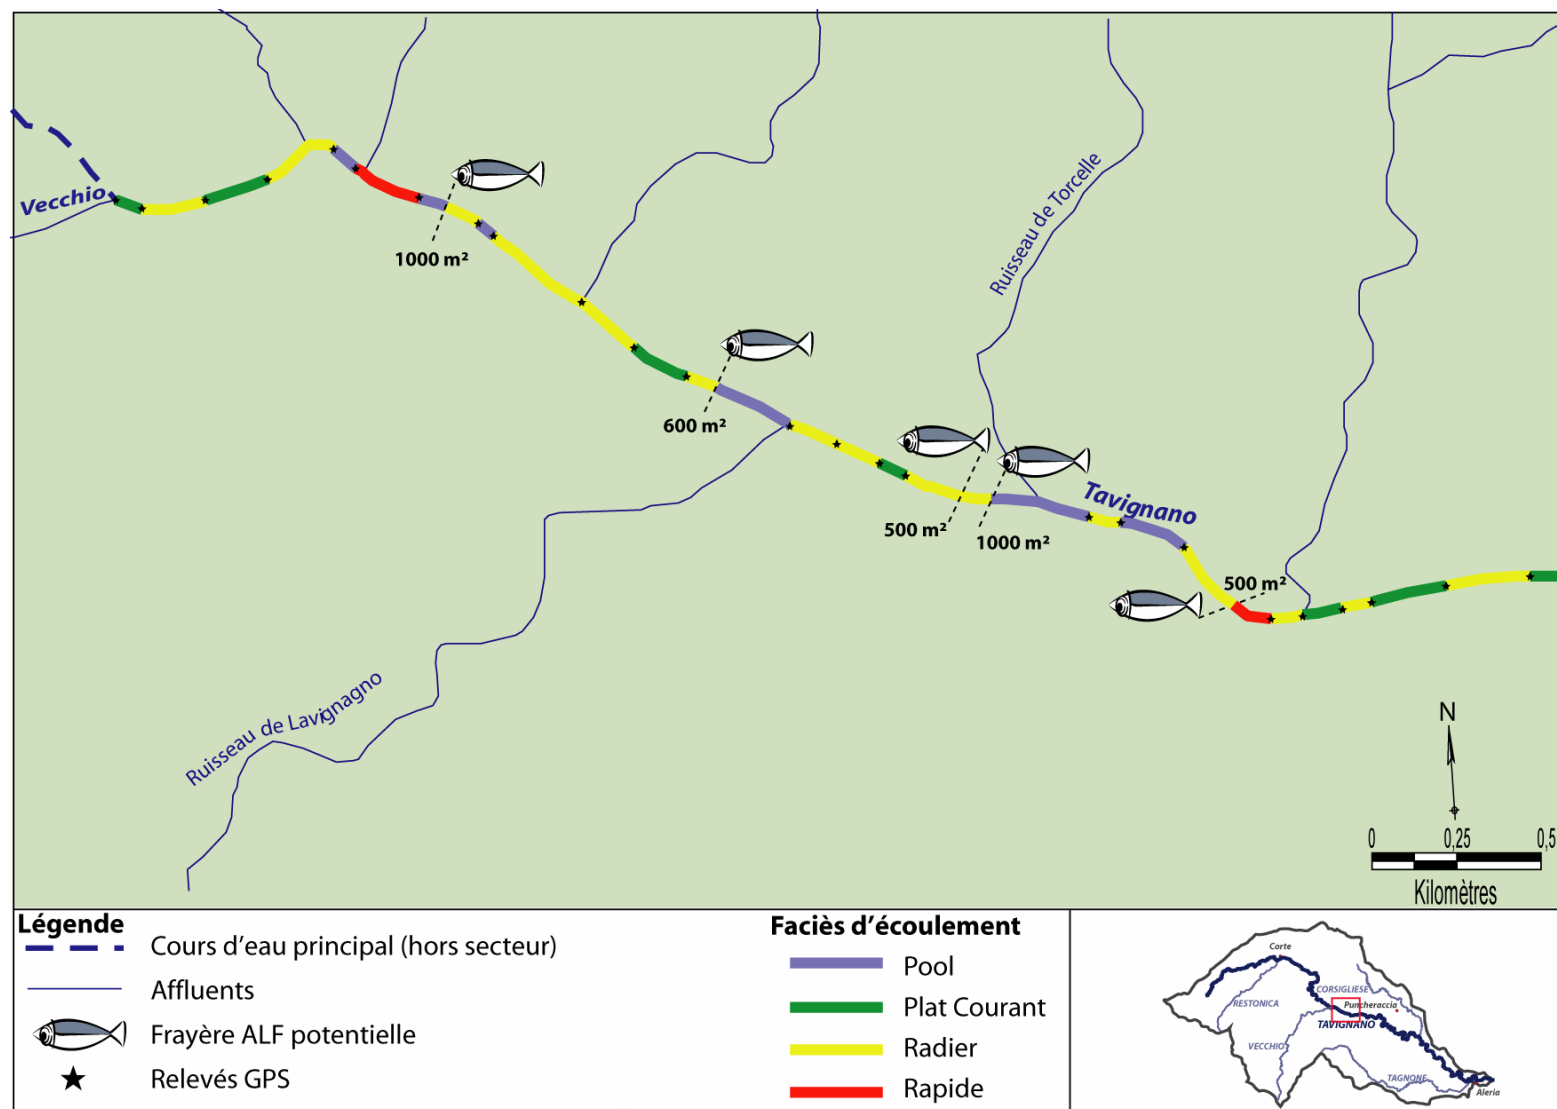 Vecchio
1000 m²
600 m²
Ruisseau de Torcelle
500 m²
1000 m²
Tavignano
500 m²
Ruisseau de Lavignagno
N
0 0,25 0,5
Kilomètres
Légende
Cours d'eau principal (hors secteur)
Affluents
Frayère ALF potentielle
Relevés GPS
Faciès d'écoulement
Pool
Plat Courant
Radier
Rapide
Corte
RESTONICA
CORSIGLIESE
Puncheraccia
TAVIGNANO
VECCHIO
TAGNONE
Aleria